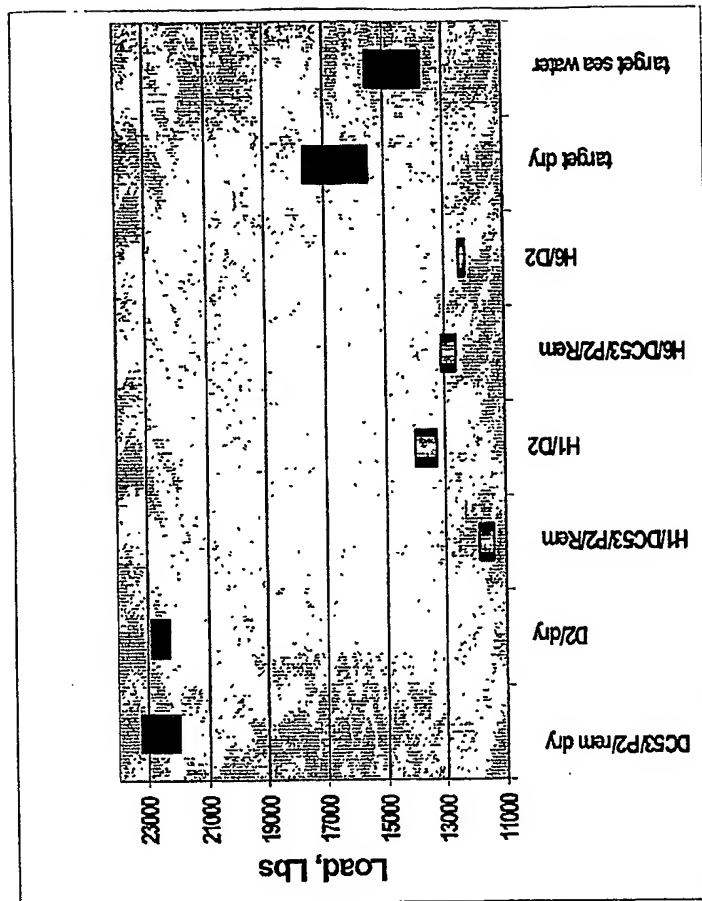 Load, Lbs
23000
21000
19000
17000
15000
13000
11000
DC53/P2/rem dry
D2/dry
H1/DC53/P2/Rem
H1/D2
H6/DC53/P2/Rem
H6/D2
target dry
target sea water